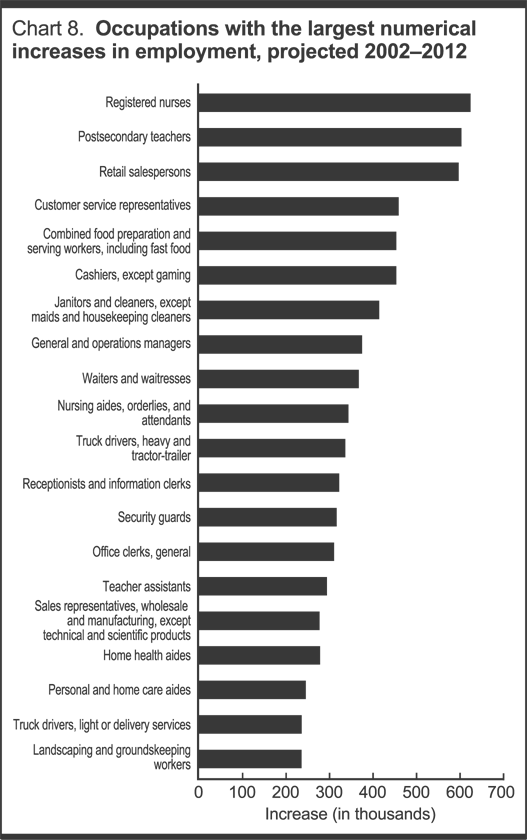 Chart 8. Occupations with the largest numerical
increases in employment, projected 2002–2012
Registered nurses
Postsecondary teachers
Retail salespersons
Customer service representatives
Combined food preparation and
serving workers, including fast food
Cashiers, except gaming
Janitors and cleaners, except
maids and housekeeping cleaners
General and operations managers
Waiters and waitresses
Nursing aides, orderlies, and
attendants
Truck drivers, heavy and
tractor-trailer
Receptionists and information clerks
Security guards
Office clerks, general
Teacher assistants
Sales representatives, wholesale
and manufacturing, except
technical and scientific products
Home health aides
Personal and home care aides
Truck drivers, light or delivery services
Landscaping and groundskeeping
workers
0 100 200 300 400 500 600 700
Increase (in thousands)